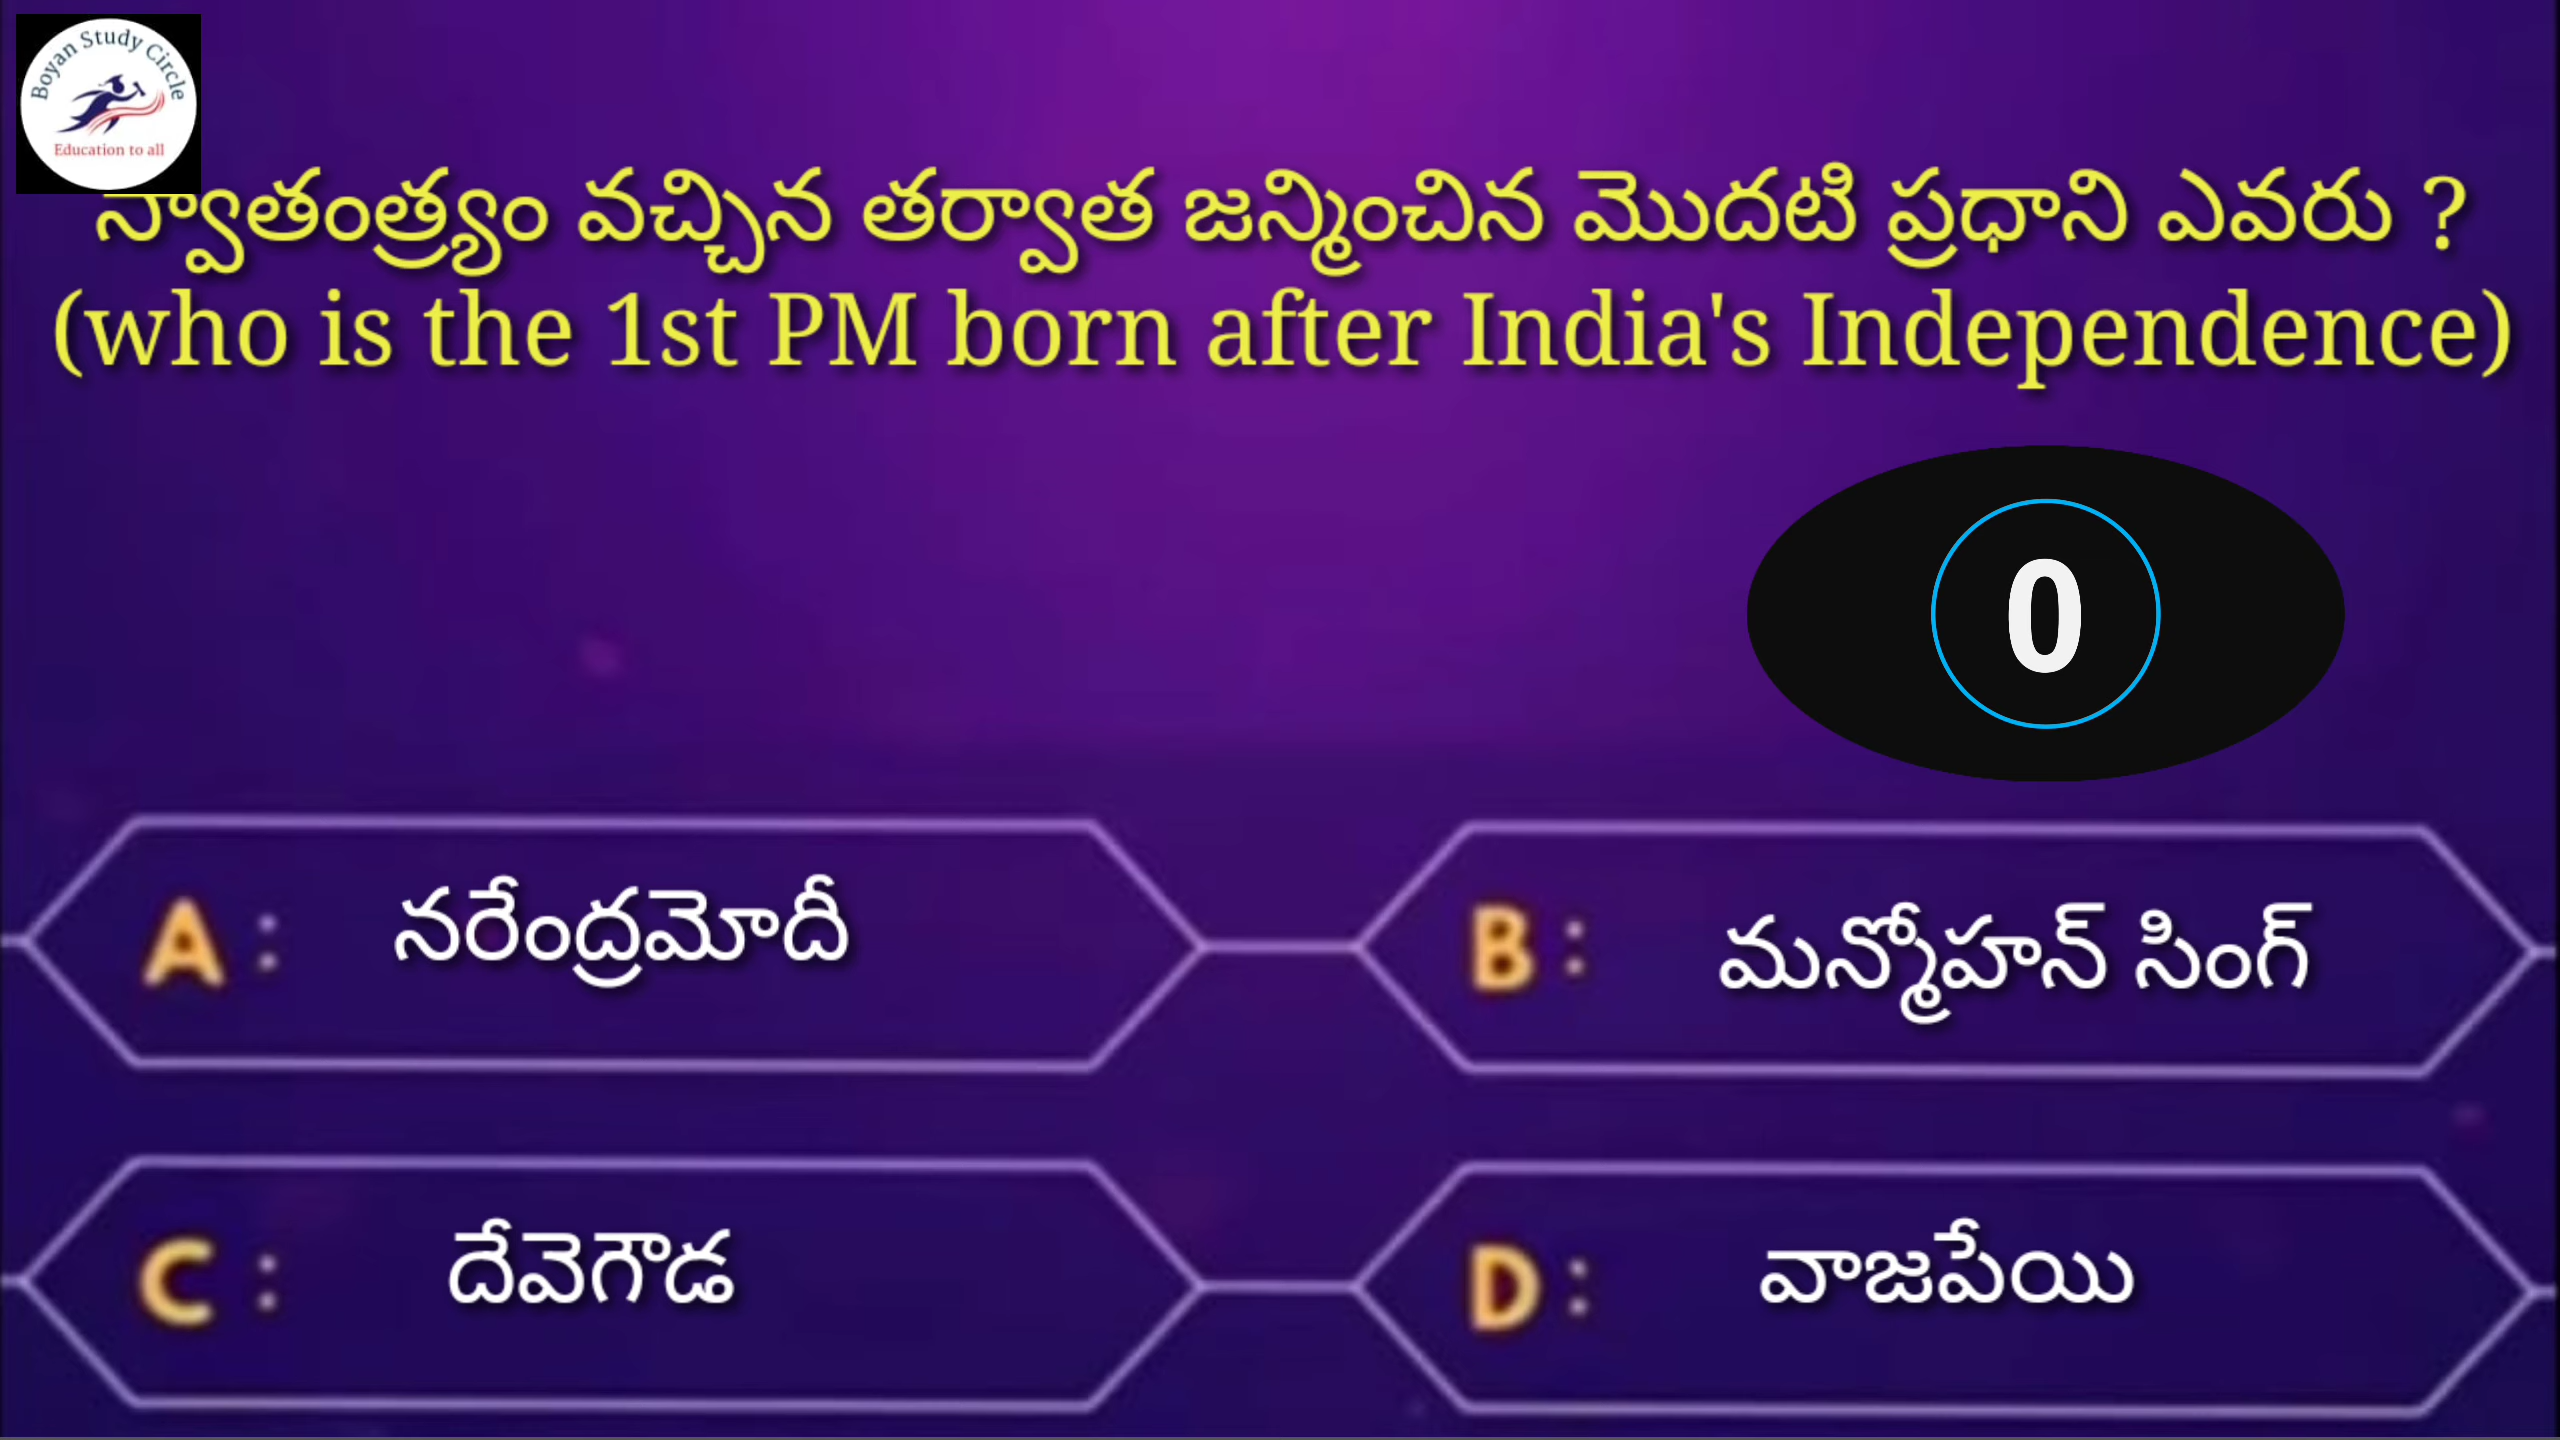 Boyan Study Circle
Education to all
స్వాతంత్ర్యం వచ్చిన తర్వాత జన్మించిన మొదటి ప్రధాని ఎవరు ?
(who is the 1st PM born after India's Independence)
0
A : నరేంద్రమోదీ
B : మన్మోహన్ సింగ్
C : దేవెగౌడ
D : వాజపేయి